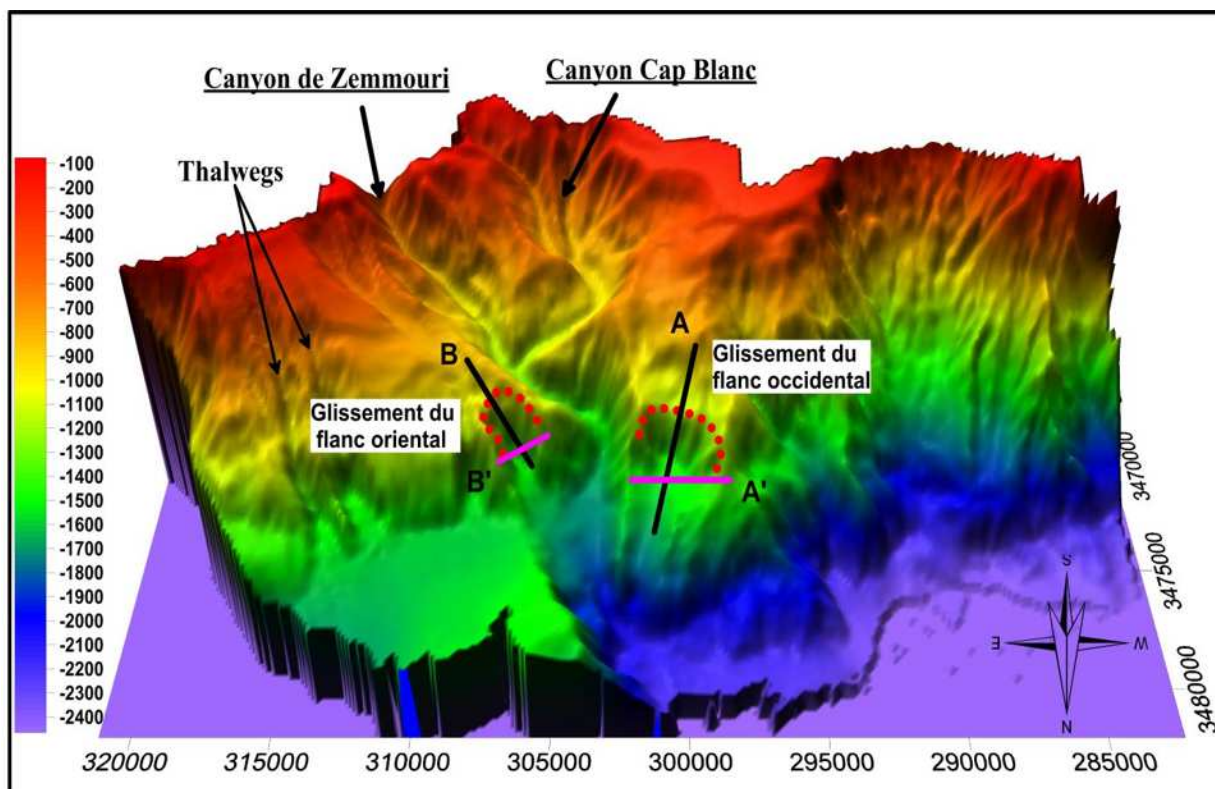 Canyon de Zemmouri
Canyon Cap Blanc
Thalwegs
-100
-200
-300
-400
-500
-600
-700
-800
-900
-1000
-1100
-1200
-1300
-1400
-1500
-1600
-1700
-1800
-1900
-2000
-2100
-2200
-2300
-2400
A
Glissement du
flanc occidental
B
Glissement du
flanc oriental
B'
A'
3470000
3475000
3480000
S
E
W
N
320000
315000
310000
305000
300000
295000
290000
285000